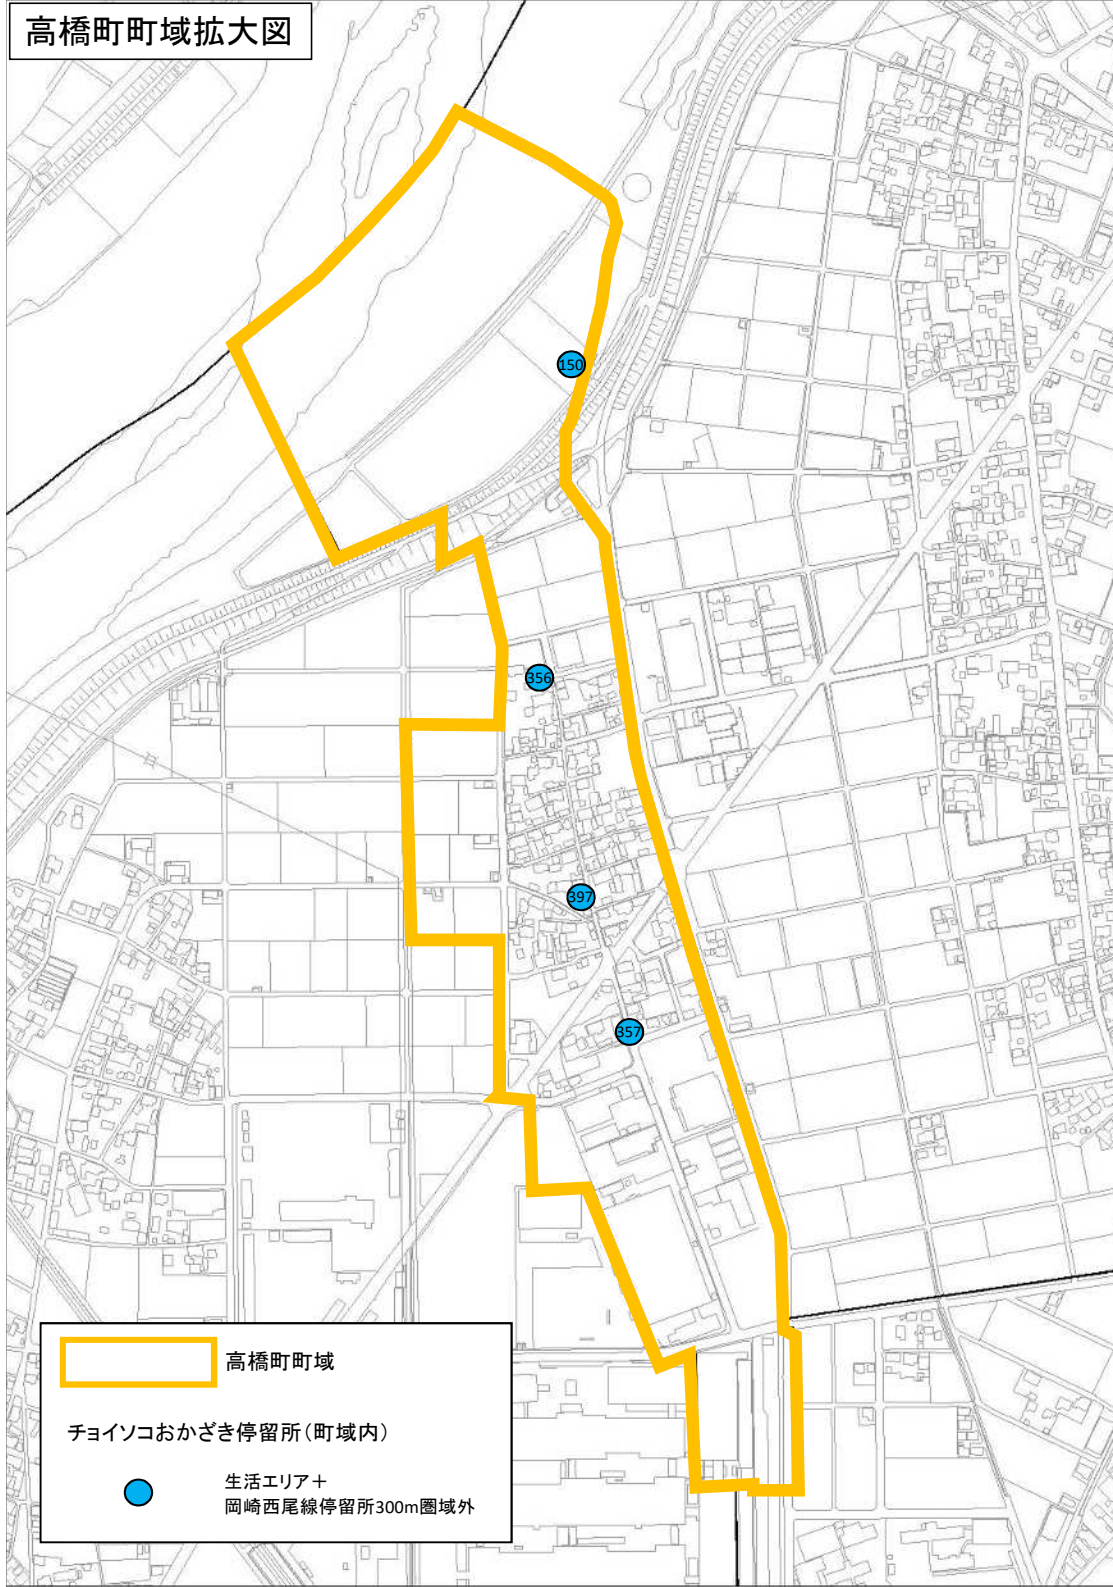 高橋町町域拡大図
150
356
397
357
高橋町町域
チョイソコおかざき停留所(町域内)
生活エリア＋
岡崎西尾線停留所300m圏域外